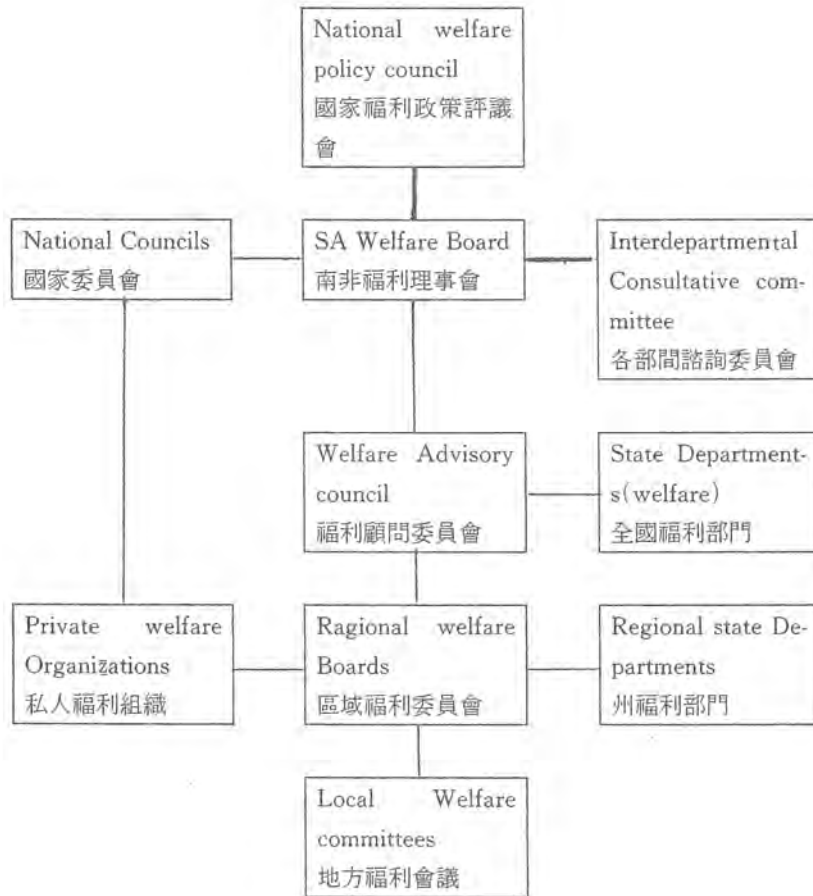 National welfare
policy council
國家福利政策評議
會
National Councils
國家委員會
SA Welfare Board
南非福利理事會
Interdepartmental
Consultative com-
mittee
各部間諮詢委員會
Welfare Advisory
council
福利顧問委員會
State Department-
s(welfare)
全國福利部門
Private welfare
Organizations
私人福利組織
Ragional welfare
Boards
區域福利委員會
Regional state De-
partments
州福利部門
Local Welfare
committees
地方福利會議